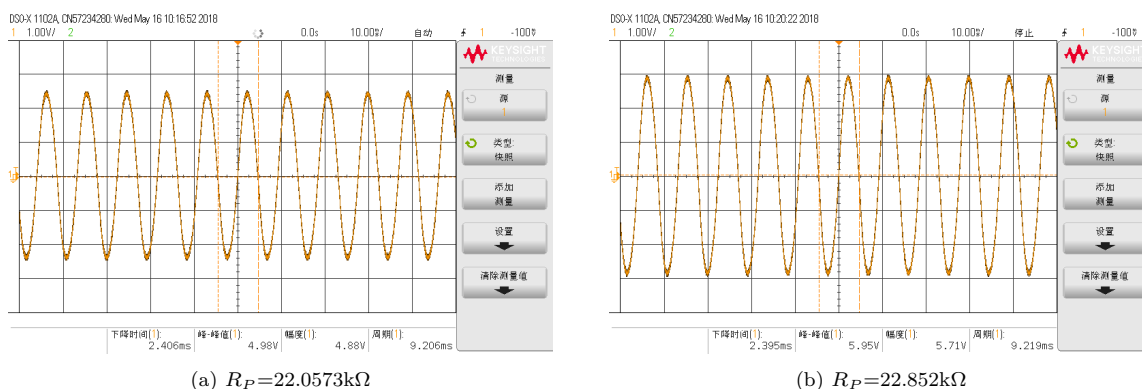 DSO-X 1102A, CN57234280: Wed May 16 10:16:52 2018
1 1.00V/ 2 0.0s 10.00s/ 自动 1 -100V
KEYSIGHT
TECHNOLOGIES
测量
源
1
类型:
快照
添加
测量
设置
清除测量值
下降时间(1): 峰-峰值(1): 幅度(1): 周期(1):
2.406ms 4.98V 4.88V 9.206ms
(a) R_P=22.0573kΩ
DSO-X 1102A, CN57234280: Wed May 16 10:20:22 2018
1 1.00V/ 2 0.0s 10.00s/ 停止 1 -100V
KEYSIGHT
TECHNOLOGIES
测量
源
1
类型:
快照
添加
测量
设置
清除测量值
下降时间(1): 峰-峰值(1): 幅度(1): 周期(1):
2.395ms 5.95V 5.71V 9.219ms
(b) R_P=22.852kΩ